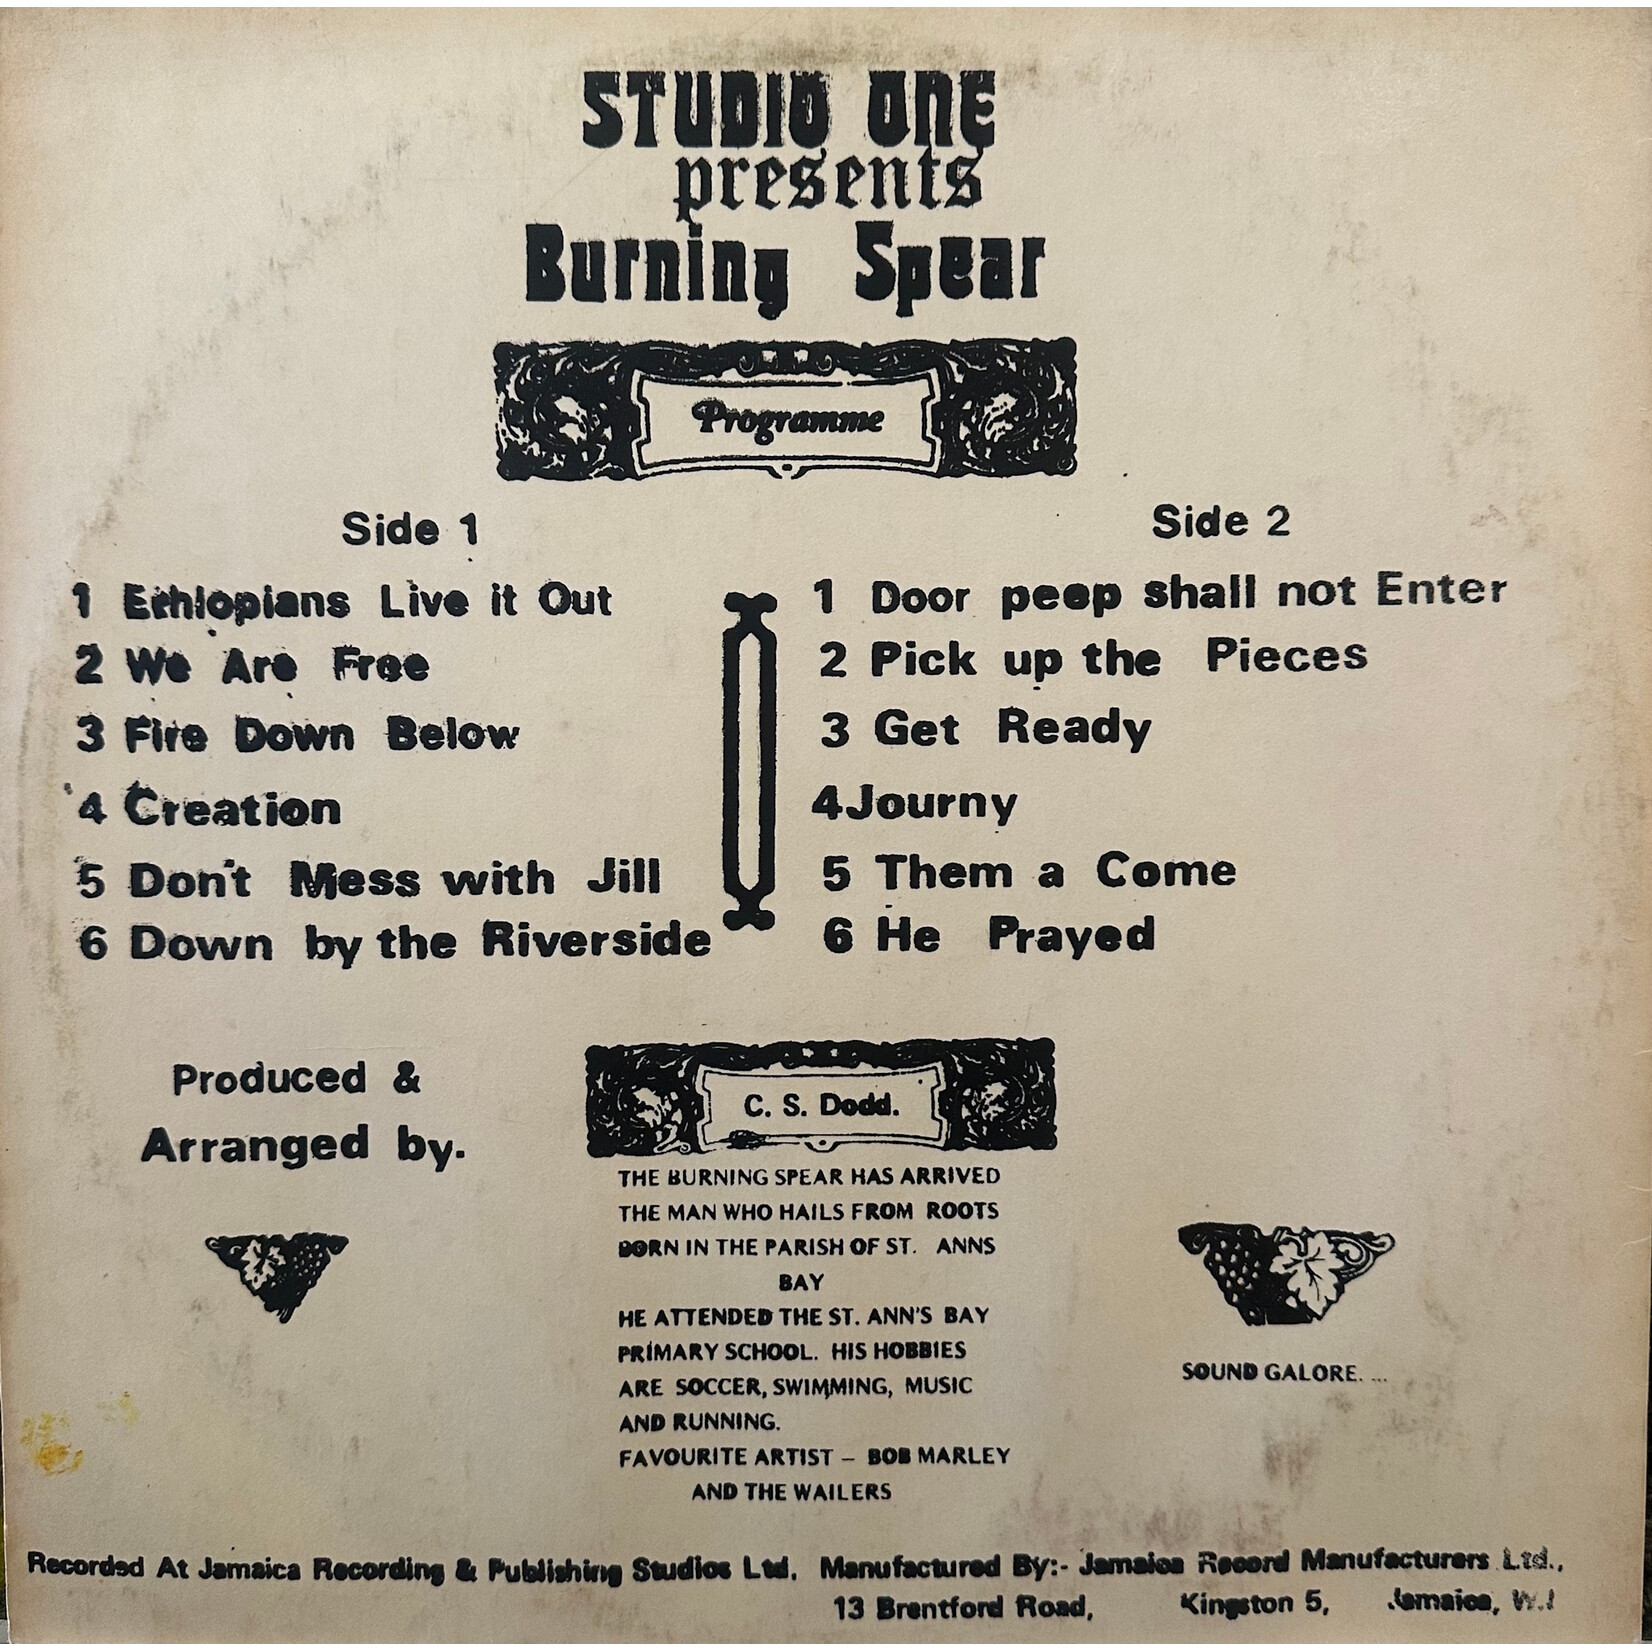 STUDIO ONE
presents
Burning Spear
Programme
Side 1
1 Ethiopians Live it Out
2 We Are Free
3 Fire Down Below
4 Creation
5 Don't Mess with Jill
6 Down by the Riverside
Side 2
1 Door peep shall not Enter
2 Pick up the Pieces
3 Get Ready
4 Journy
5 Them a Come
6 He Prayed
Produced &
Arranged by.
C. S. Dodd.
THE BURNING SPEAR HAS ARRIVED
THE MAN WHO HAILS FROM ROOTS
BORN IN THE PARISH OF ST. ANNS
BAY
HE ATTENDED THE ST. ANN'S BAY
PRIMARY SCHOOL. HIS HOBBIES
ARE SOCCER, SWIMMING, MUSIC
AND RUNNING.
FAVOURITE ARTIST – BOB MARLEY
AND THE WAILERS
SOUND GALORE. ...
Recorded At Jamaica Recording & Publishing Studios Ltd. Manufactured By:- Jamaica Record Manufacturers Ltd.,
13 Brentford Road, Kingston 5, Jamaica, W.I